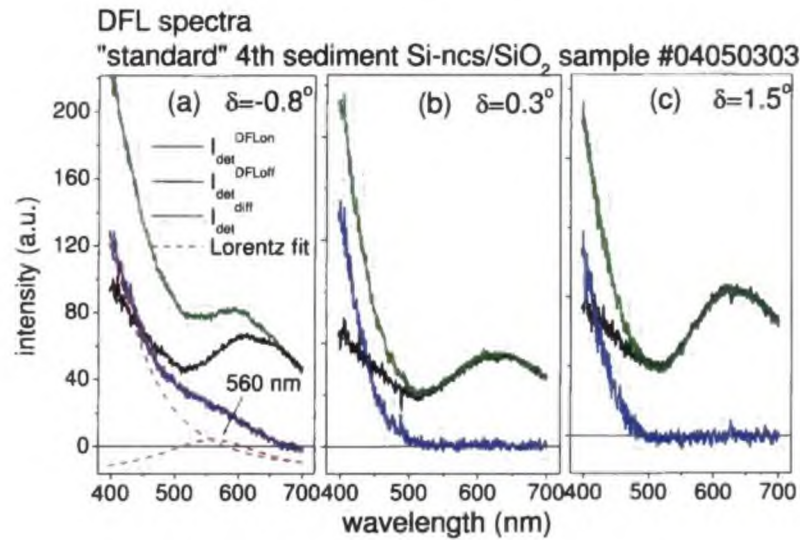 DFL spectra
"standard" 4th sediment Si-ncs/SiO₂ sample #04050303
(a) δ=-0.8°
(b) δ=0.3°
(c) δ=1.5°
I_det^DFLon
I_det^DFLoff
I_det^diff
Lorentz fit
560 nm
intensity (a.u.)
200
160
120
80
40
0
400 500 600 700
400 500 600 700
400 500 600 700
wavelength (nm)